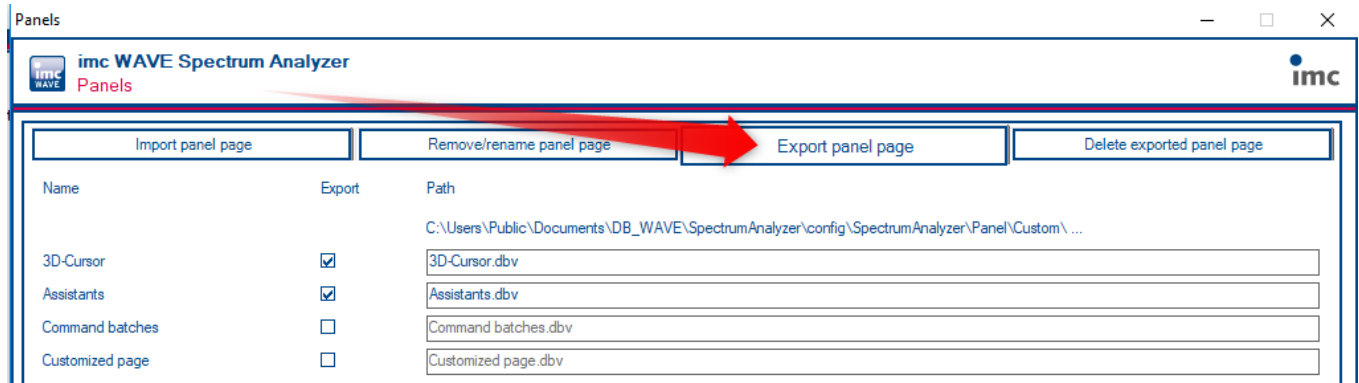 Panels
imc WAVE Spectrum Analyzer
imc WAVE
Panels
imc
Import panel page Remove/rename panel page Export panel page Delete exported panel page
Name Export Path
C:\Users\Public\Documents\DB_WAVE\SpectrumAnalyzer\config\SpectrumAnalyzer\Panel\Custom\ ...
3D-Cursor 3D-Cursor.dbv
Assistants Assistants.dbv
Command batches Command batches.dbv
Customized page Customized page.dbv